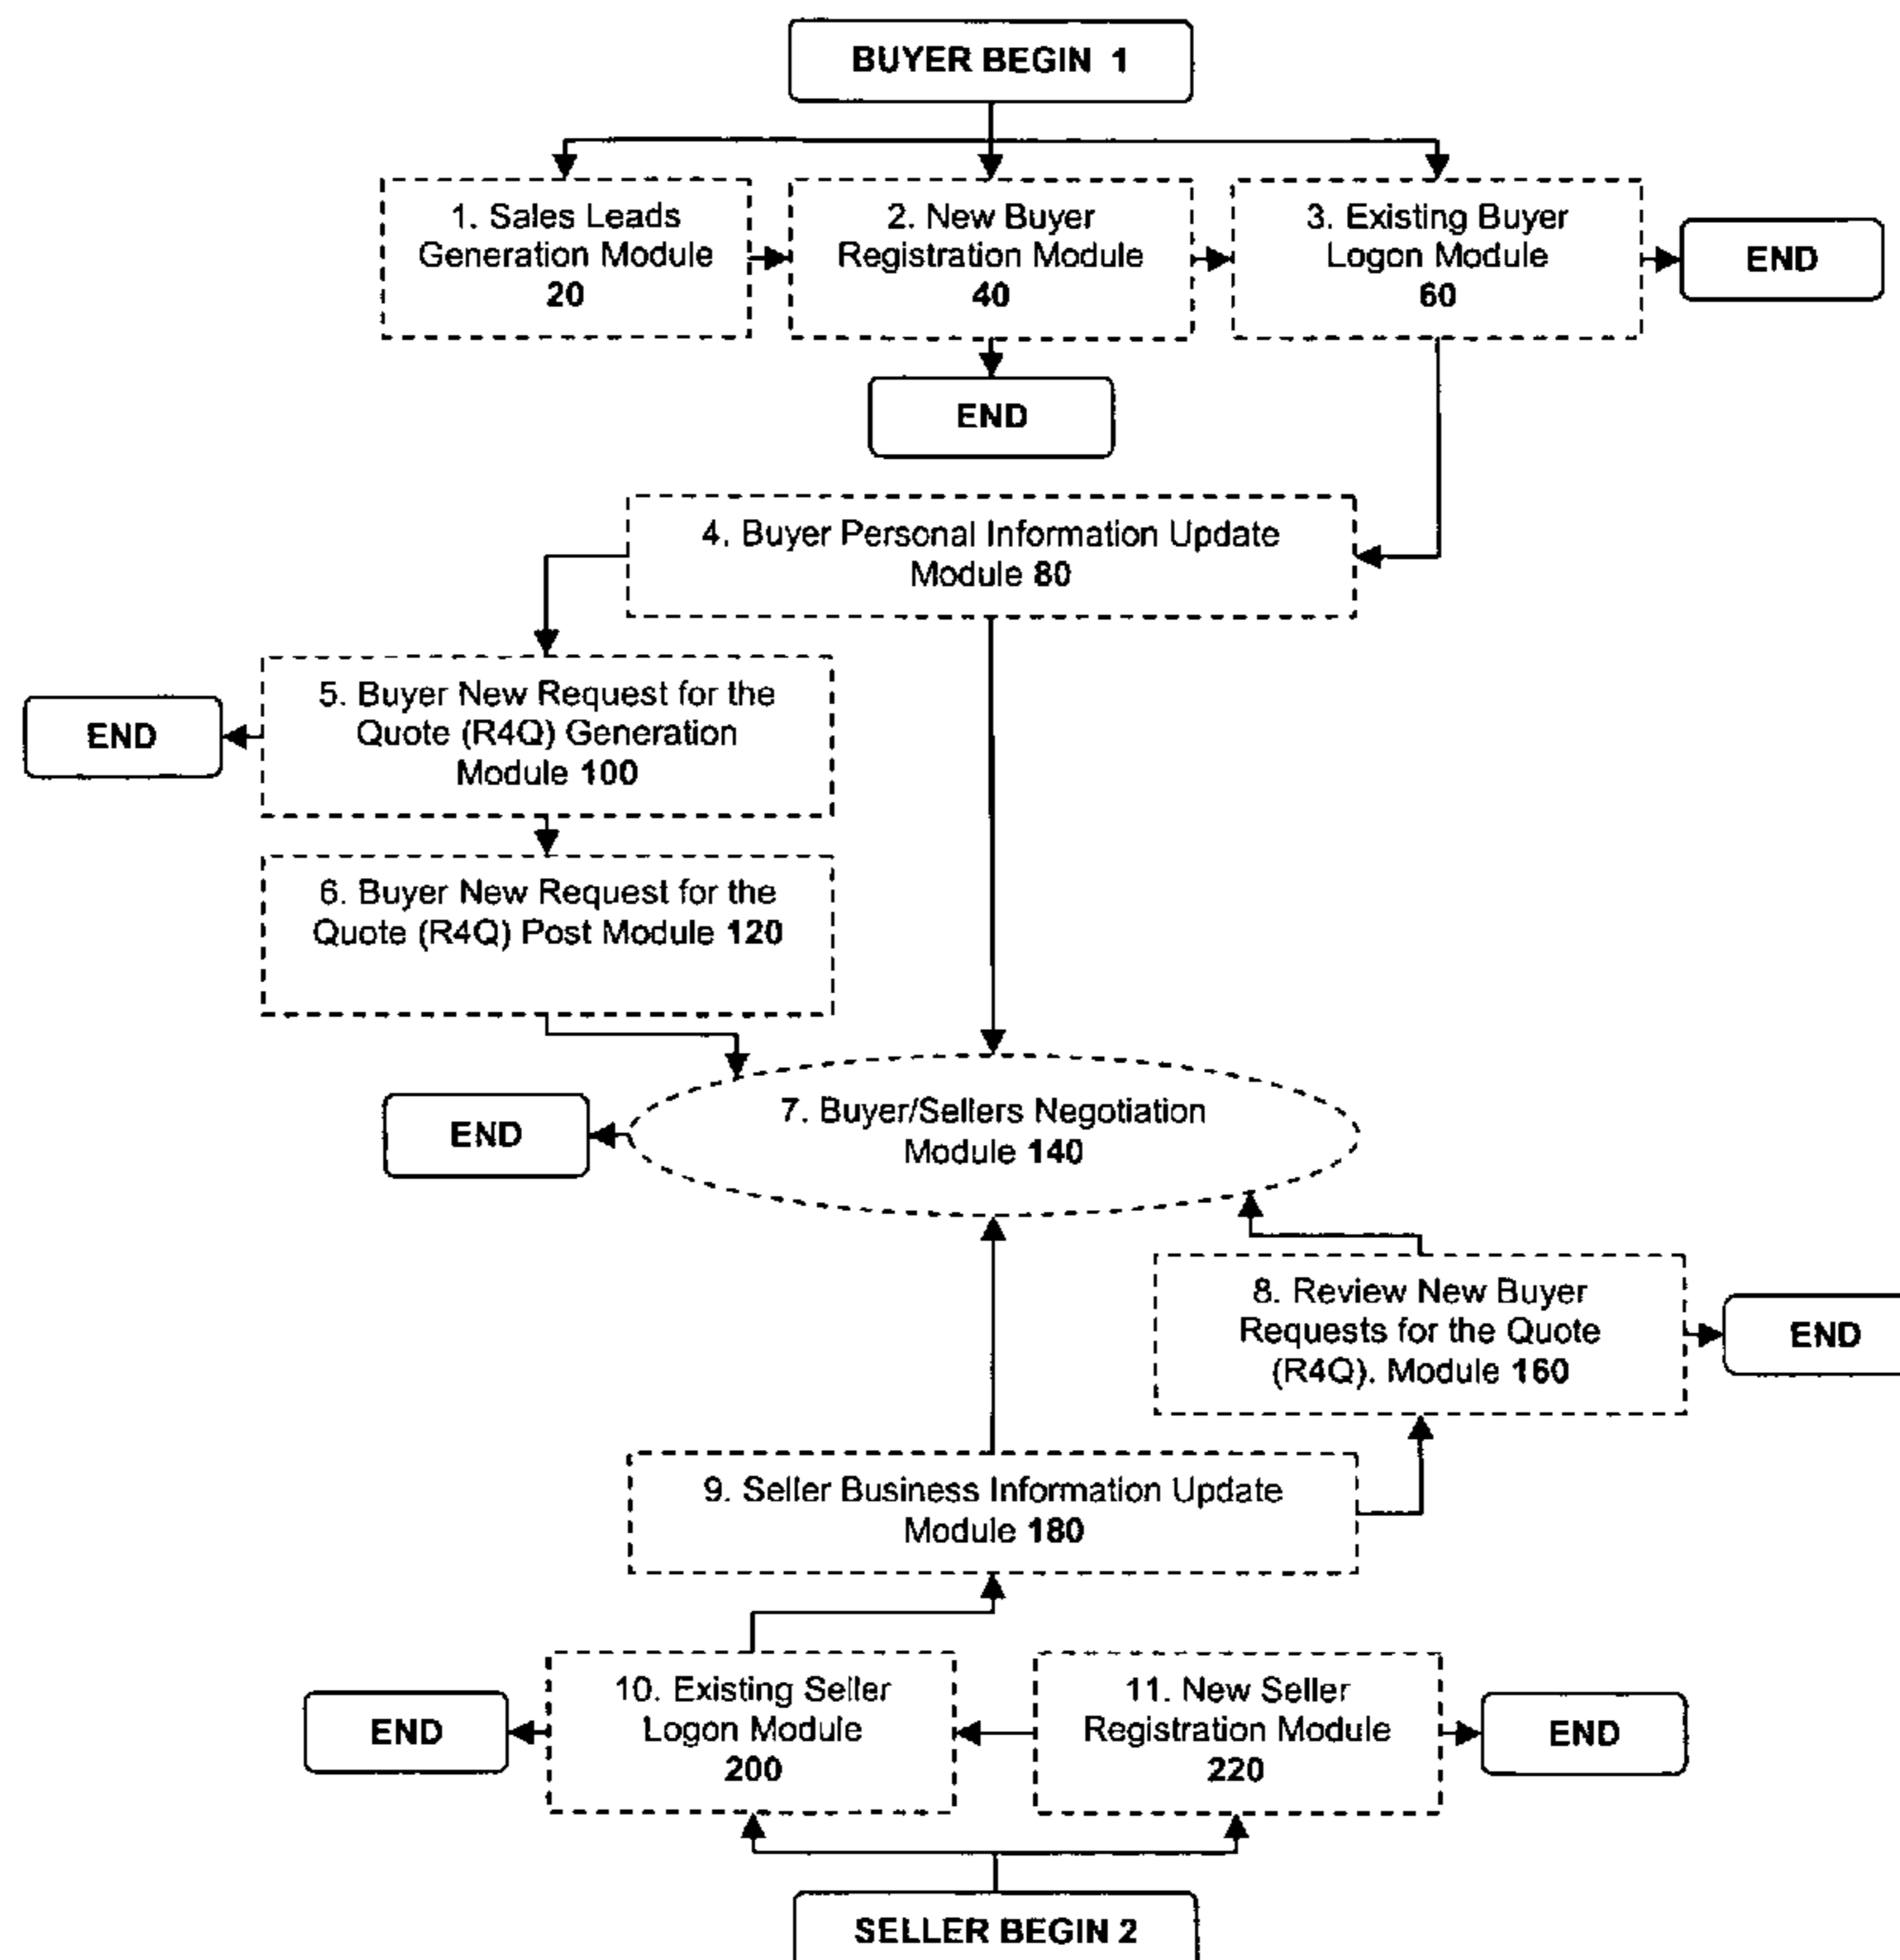 BUYER BEGIN 1
1. Sales Leads
Generation Module
20
2. New Buyer
Registration Module
40
3. Existing Buyer
Logon Module
60
END
END
4. Buyer Personal Information Update
Module 80
5. Buyer New Request for the
Quote (R4Q) Generation
Module 100
END
6. Buyer New Request for the
Quote (R4Q) Post Module 120
7. Buyer/Sellers Negotiation
Module 140
END
8. Review New Buyer
Requests for the Quote
(R4Q). Module 160
END
9. Seller Business Information Update
Module 180
END
10. Existing Seller
Logon Module
200
11. New Seller
Registration Module
220
END
SELLER BEGIN 2